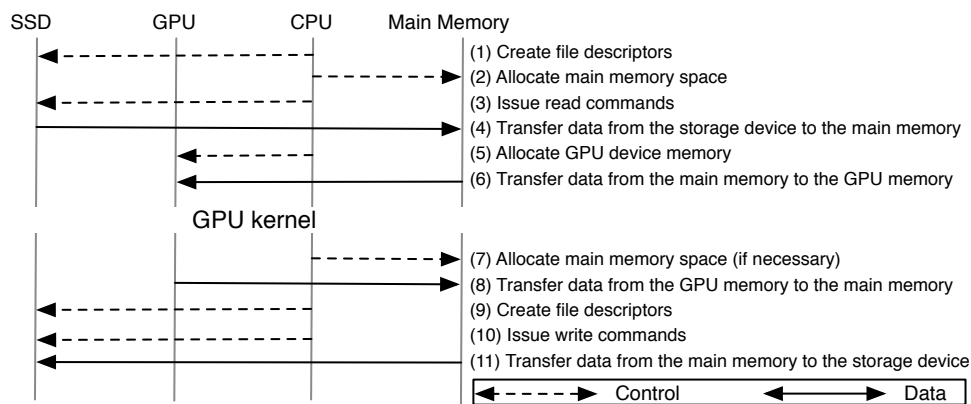 SSD GPU CPU Main Memory
(1) Create file descriptors
(2) Allocate main memory space
(3) Issue read commands
(4) Transfer data from the storage device to the main memory
(5) Allocate GPU device memory
(6) Transfer data from the main memory to the GPU memory
GPU kernel
(7) Allocate main memory space (if necessary)
(8) Transfer data from the GPU memory to the main memory
(9) Create file descriptors
(10) Issue write commands
(11) Transfer data from the main memory to the storage device
Control Data